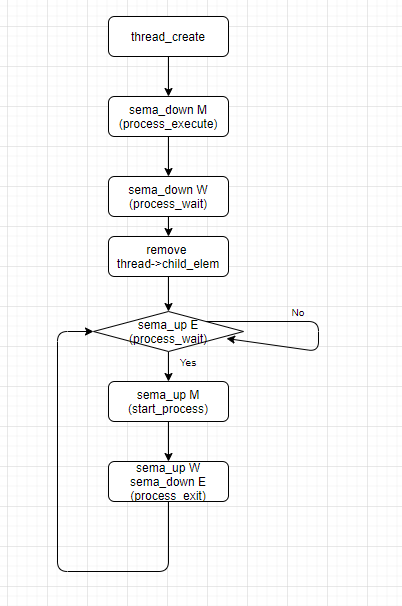 thread_create
sema_down M
(process_execute)
sema_down W
(process_wait)
remove
thread->child_elem
sema_up E
(process_wait)
No
Yes
sema_up M
(start_process)
sema_up W
sema_down E
(process_exit)